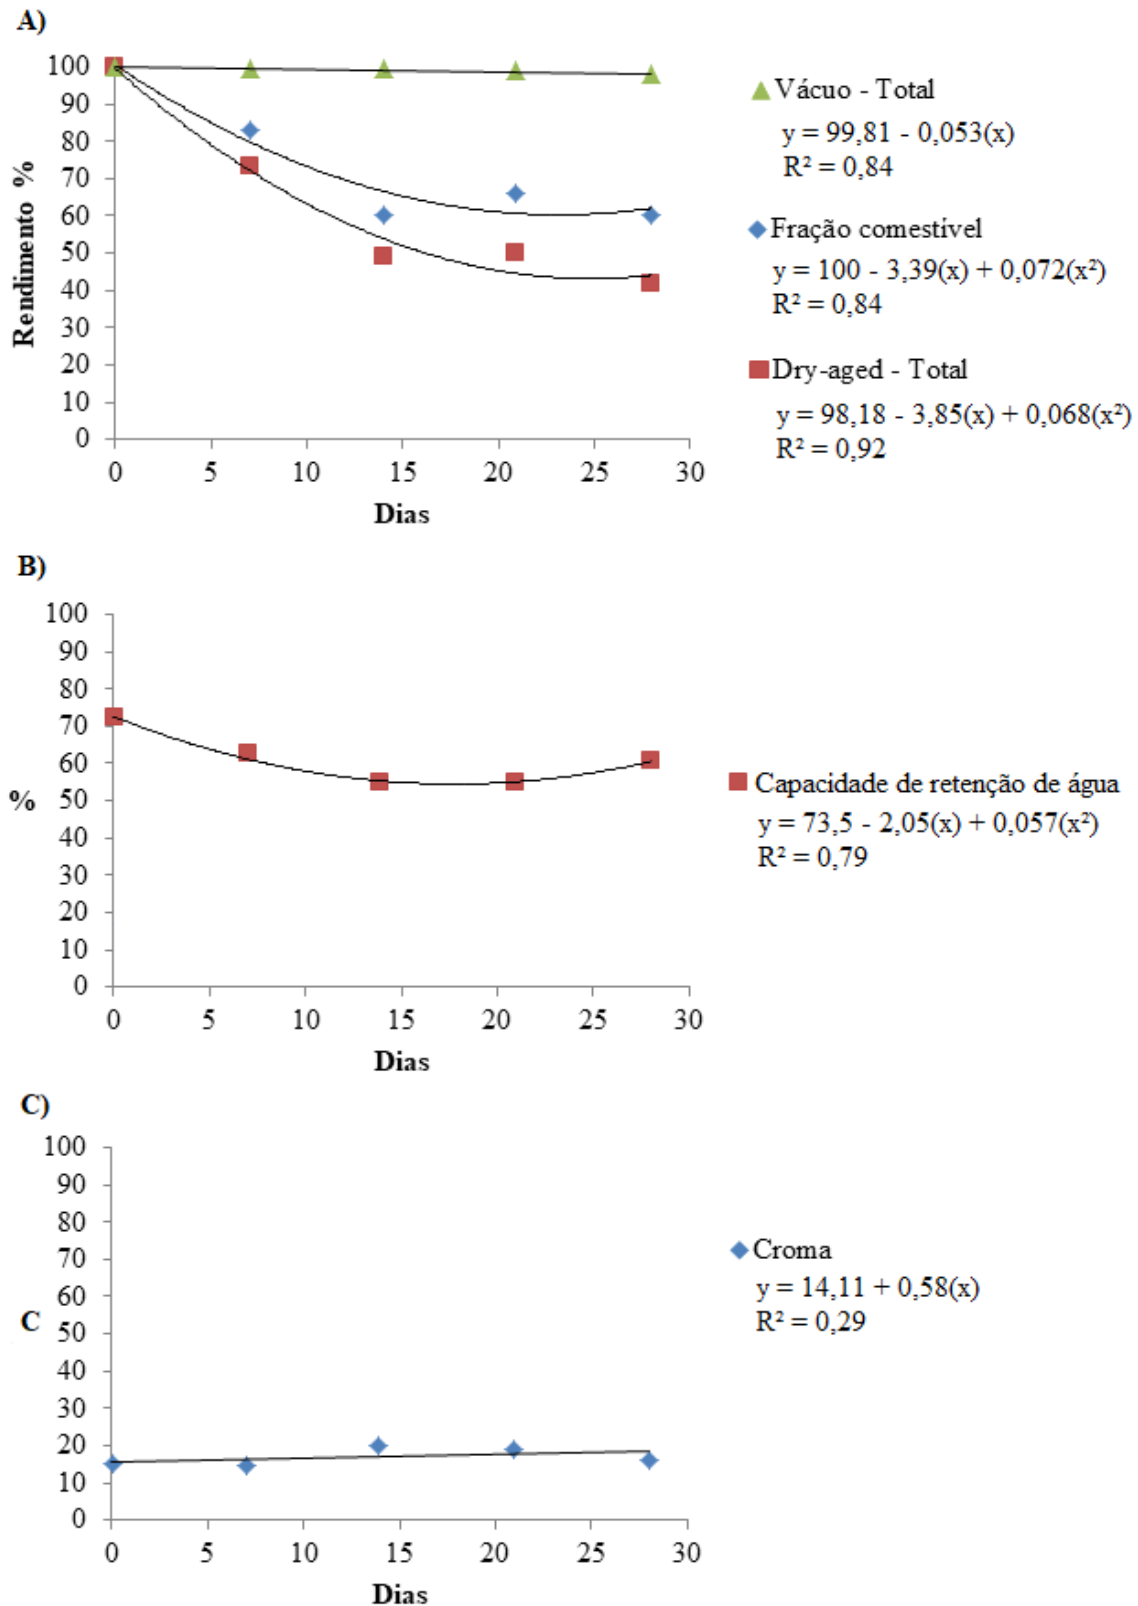 A)
100
90
80
70
60
50
40
30
20
10
0
Rendimento %
0 5 10 15 20 25 30
Dias
Vácuo - Total
y = 99,81 - 0,053(x)
R² = 0,84
Fração comestível
y = 100 - 3,39(x) + 0,072(x²)
R² = 0,84
Dry-aged - Total
y = 98,18 - 3,85(x) + 0,068(x²)
R² = 0,92
B)
100
90
80
70
60
50
40
30
20
10
0
%
0 5 10 15 20 25 30
Dias
Capacidade de retenção de água
y = 73,5 - 2,05(x) + 0,057(x²)
R² = 0,79
C)
100
90
80
70
60
50
40
30
20
10
0
C
0 5 10 15 20 25 30
Dias
Croma
y = 14,11 + 0,58(x)
R² = 0,29